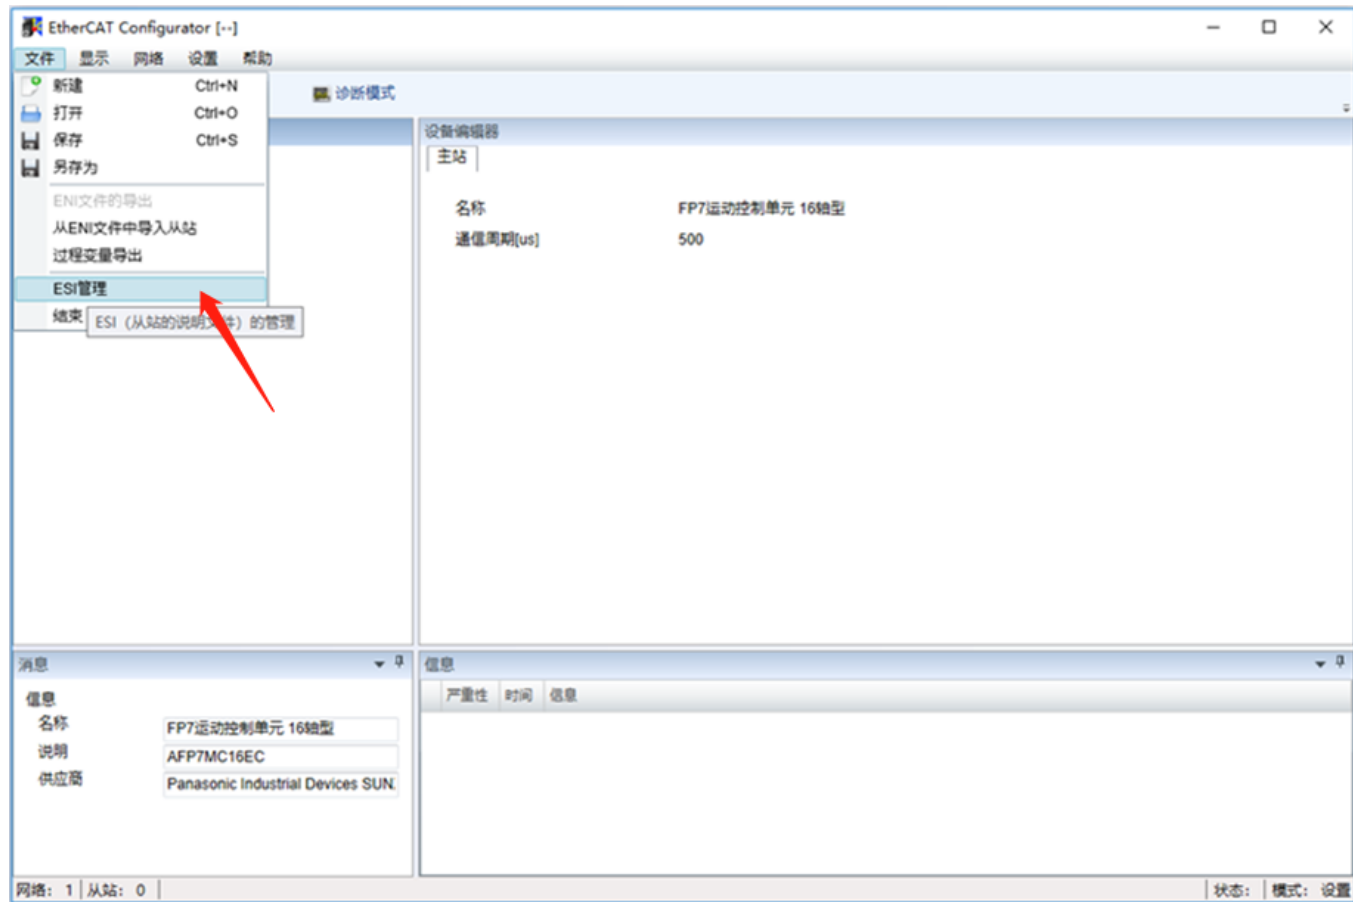 EtherCAT Configurator [--]
文件 显示 网络 设置 帮助
新建 Ctrl+N
打开 Ctrl+O
保存 Ctrl+S
另存为
ENI文件的导出
从ENI文件中导入从站
过程变量导出
ESI管理
结束
ESI（从站的说明文件）的管理
诊断模式
设备编辑器
主站
名称 FP7运动控制单元 16轴型
通信周期[us] 500
消息
信息
名称 FP7运动控制单元 16轴型
说明 AFP7MC16EC
供应商 Panasonic Industrial Devices SUN.
信息
严重性 时间 信息
网络: 1 从站: 0
状态: 模式: 设置